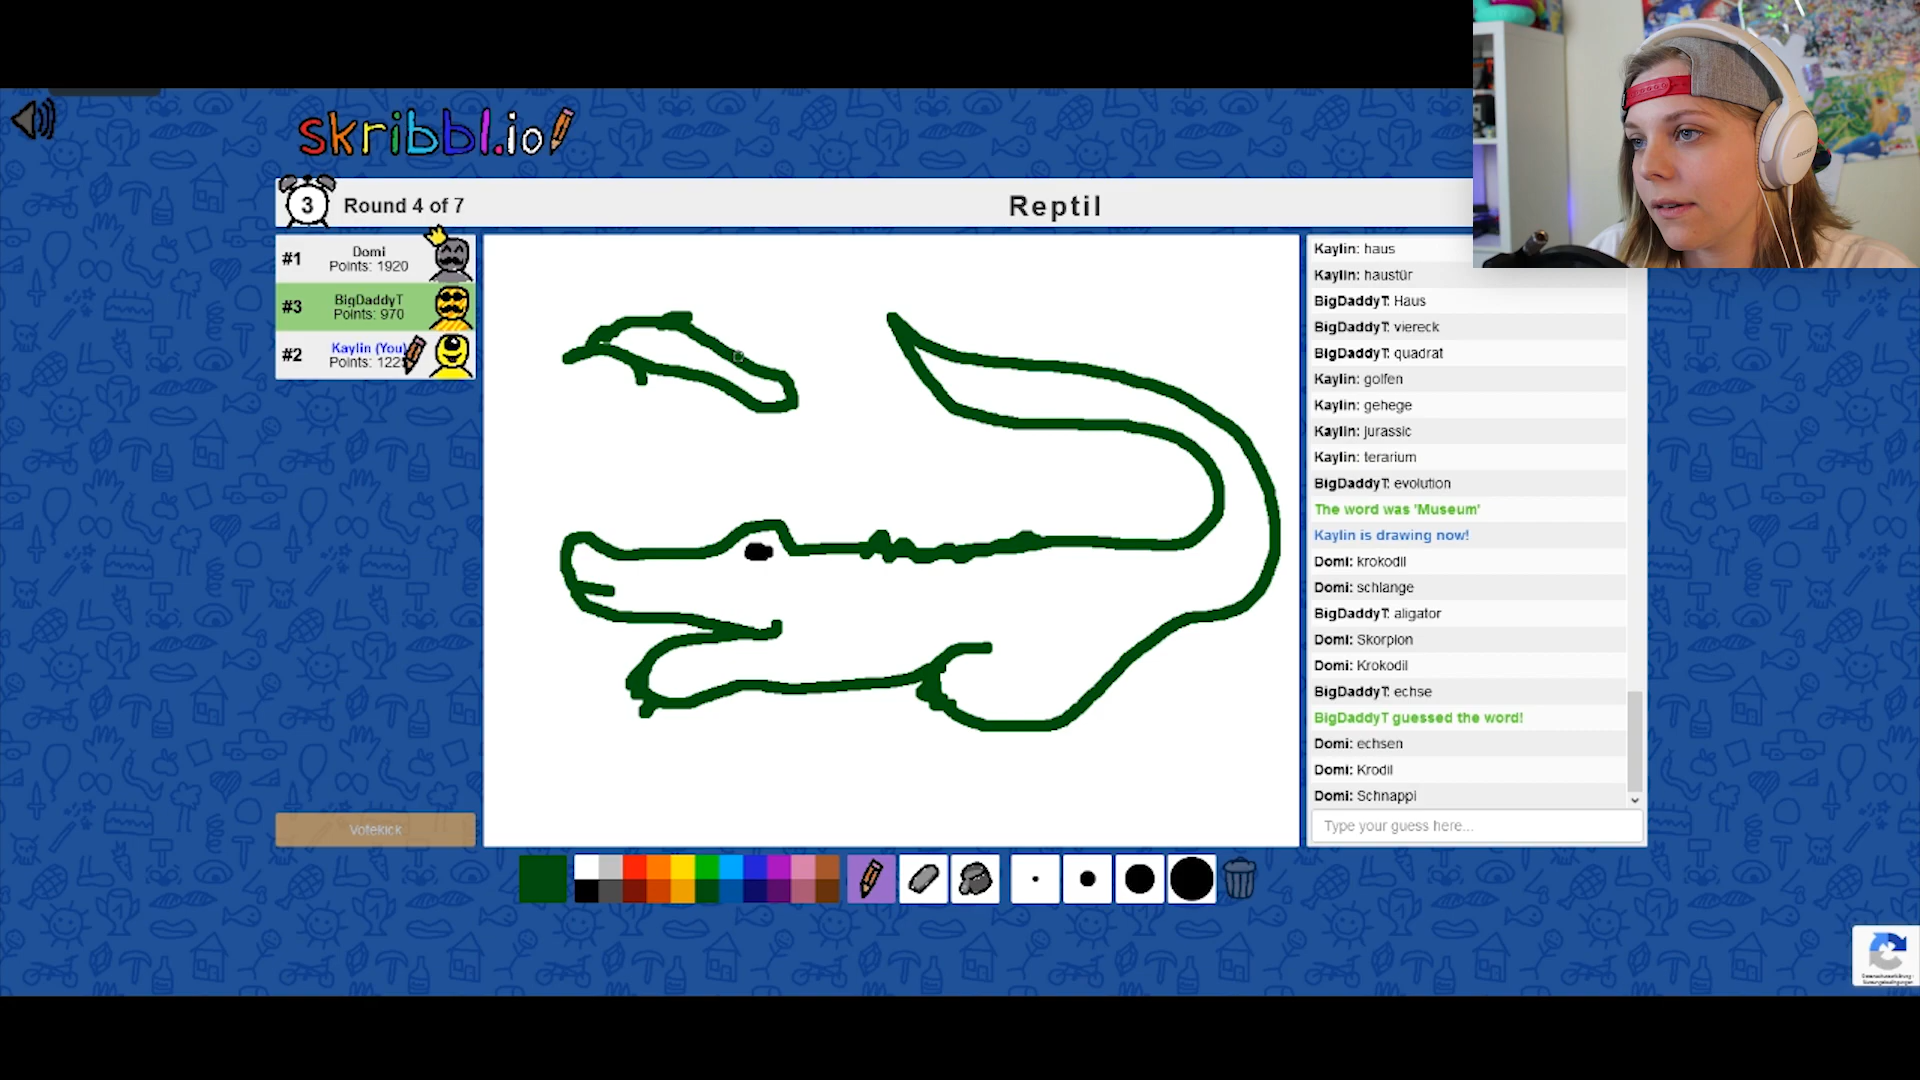 skribbl.io
3
Round 4 of 7
Reptil
#1
Domi
Points: 1920
#3
BigDaddyT
Points: 970
#2
Kaylin (You)
Points: 122
Votekick
Kaylin: haus
Kaylin: haustür
BigDaddyT: Haus
BigDaddyT: viereck
BigDaddyT: quadrat
Kaylin: golfen
Kaylin: gehege
Kaylin: jurassic
Kaylin: terarium
BigDaddyT: evolution
The word was 'Museum'
Kaylin is drawing now!
Domi: krokodil
Domi: schlange
BigDaddyT: aligator
Domi: Skorpion
Domi: Krokodil
BigDaddyT: echse
BigDaddyT guessed the word!
Domi: echsen
Domi: Krodil
Domi: Schnappi
Type your guess here...
BOSE